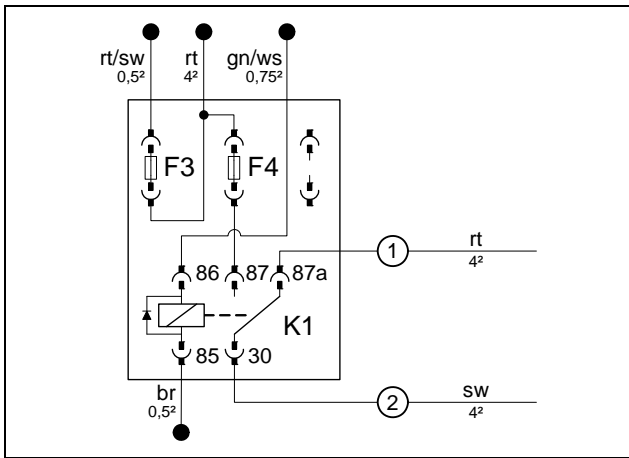 rt/sw rt gn/ws
0,5² 4² 0,75²
F3 F4
1 rt
4²
86 87 87a
K1
85 30
br
0,5²
2 sw
4²